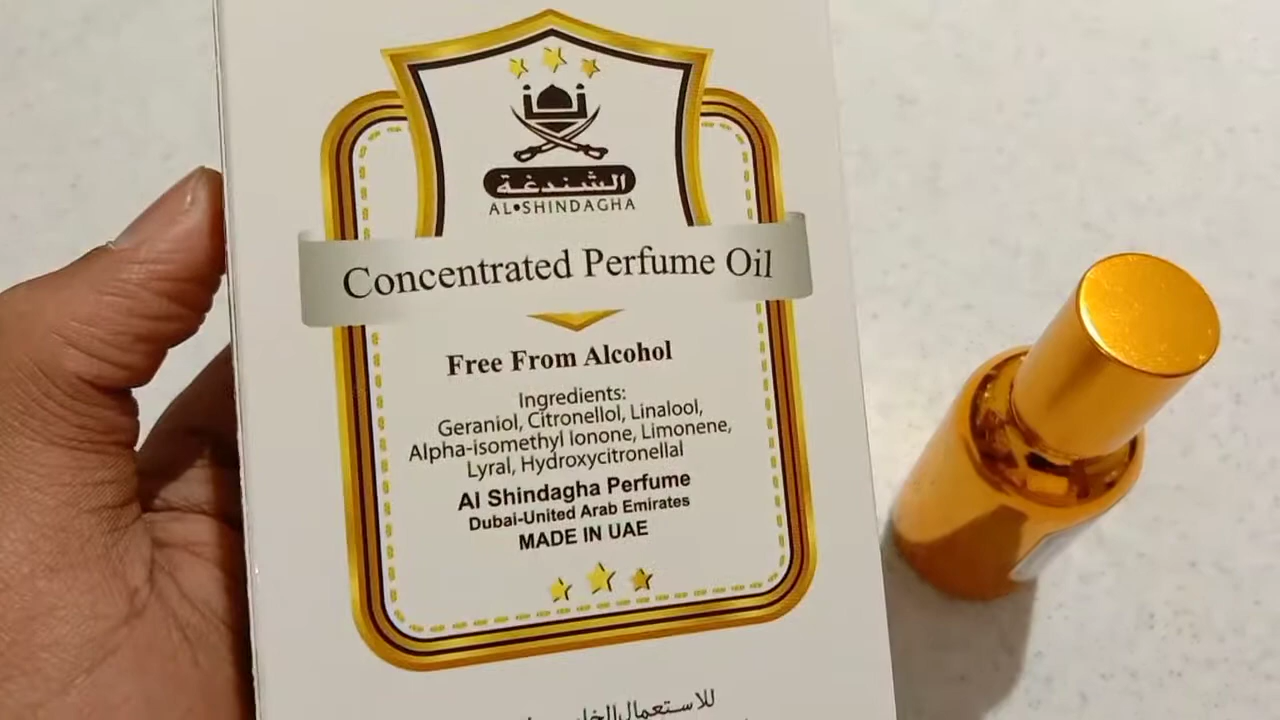 الشندغة
AL•SHINDAGHA
Concentrated Perfume Oil
Free From Alcohol
Ingredients:
Geraniol, Citronellol, Linalool,
Alpha-isomethyl Ionone, Limonene,
Lyral, Hydroxycitronellal
Al Shindagha Perfume
Dubai-United Arab Emirates
MADE IN UAE
للاستعمال